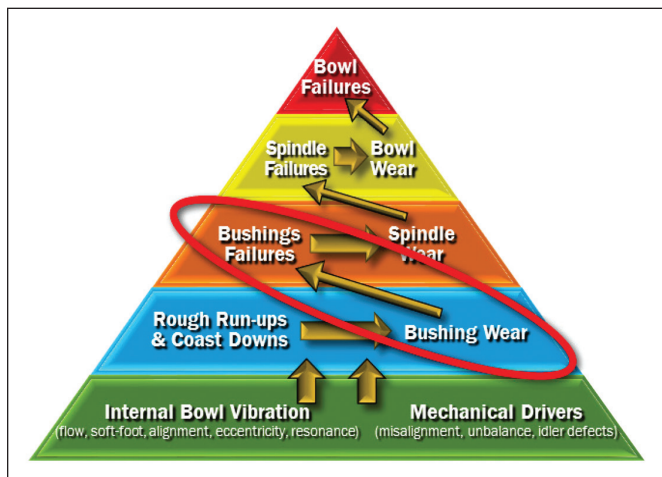 Bowl
Failures
Spindle
Failures
Bowl
Wear
Bushings
Failures
Spindle
Wear
Rough Run-ups
& Coast Downs
Bushing Wear
Internal Bowl Vibration
(flow, soft-foot, alignment, eccentricity, resonance)
Mechanical Drivers
(misalignment, unbalance, idler defects)